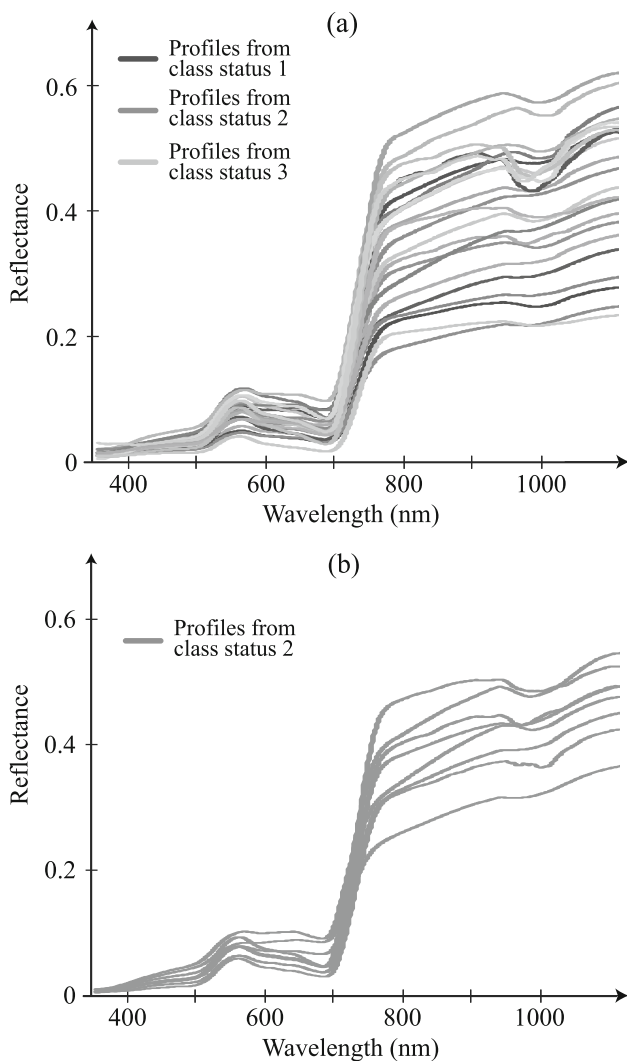 (a)
Profiles from
class status 1
Profiles from
class status 2
Profiles from
class status 3
0.6
0.4
0.2
0
Reflectance
400
600
800
1000
Wavelength (nm)
(b)
Profiles from
class status 2
0.6
0.4
0.2
0
Reflectance
400
600
800
1000
Wavelength (nm)